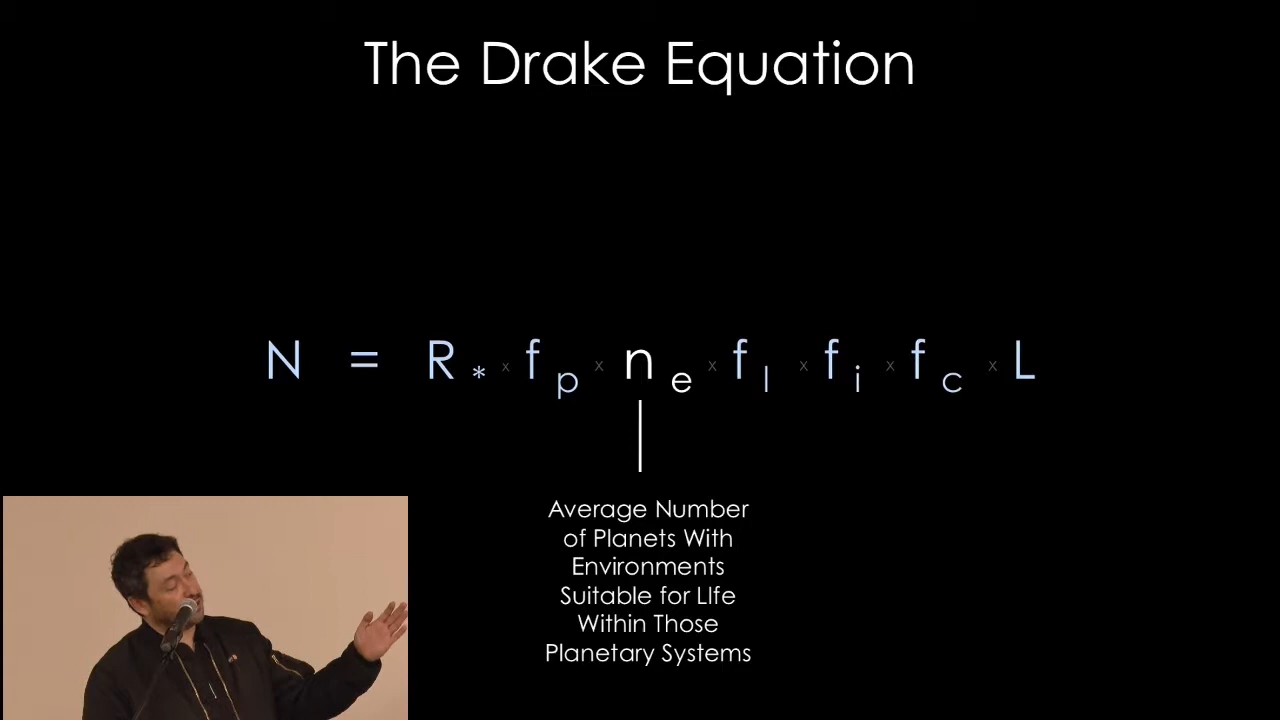 The Drake Equation
N = R* x fp x ne x fl x fi x fc x L
Average Number
of Planets With
Environments
Suitable for LIfe
Within Those
Planetary Systems